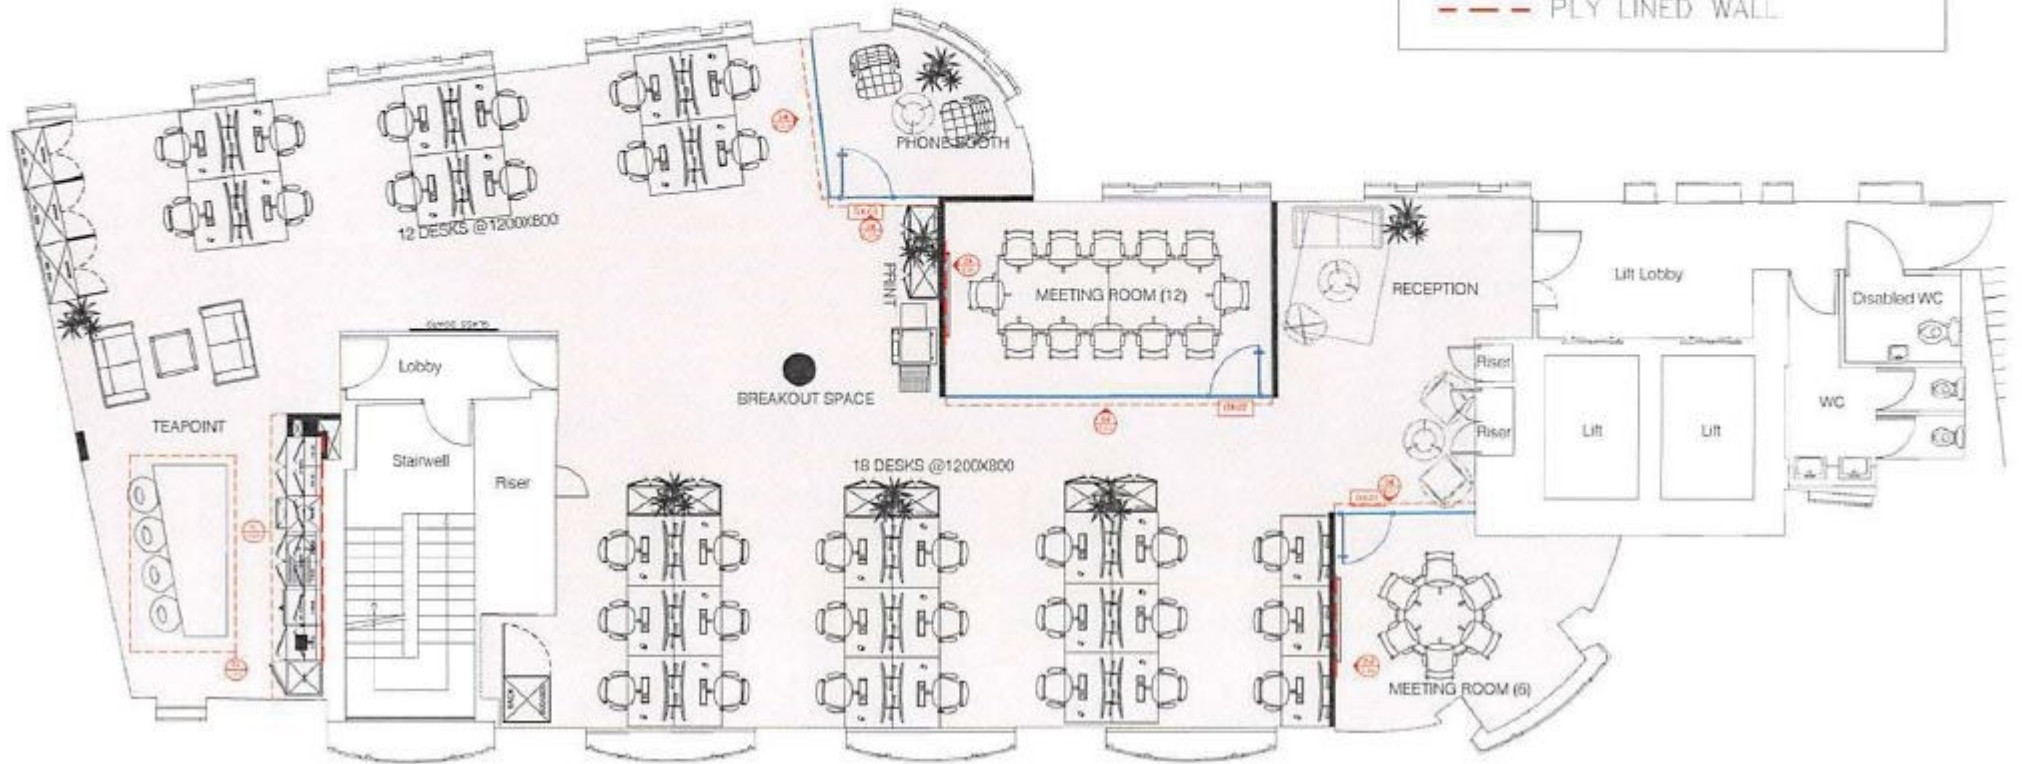 PLY LINED WALL
PHONE BOOTH
12 DESKS @1200X800
PRINT
MEETING ROOM (12)
RECEPTION
Lift Lobby
Disabled WC
Lobby
BREAKOUT SPACE
Riser
WC
TEAPOINT
Lift
Lift
Riser
Stairwell
18 DESKS @1200X800
Riser
MEETING ROOM (6)